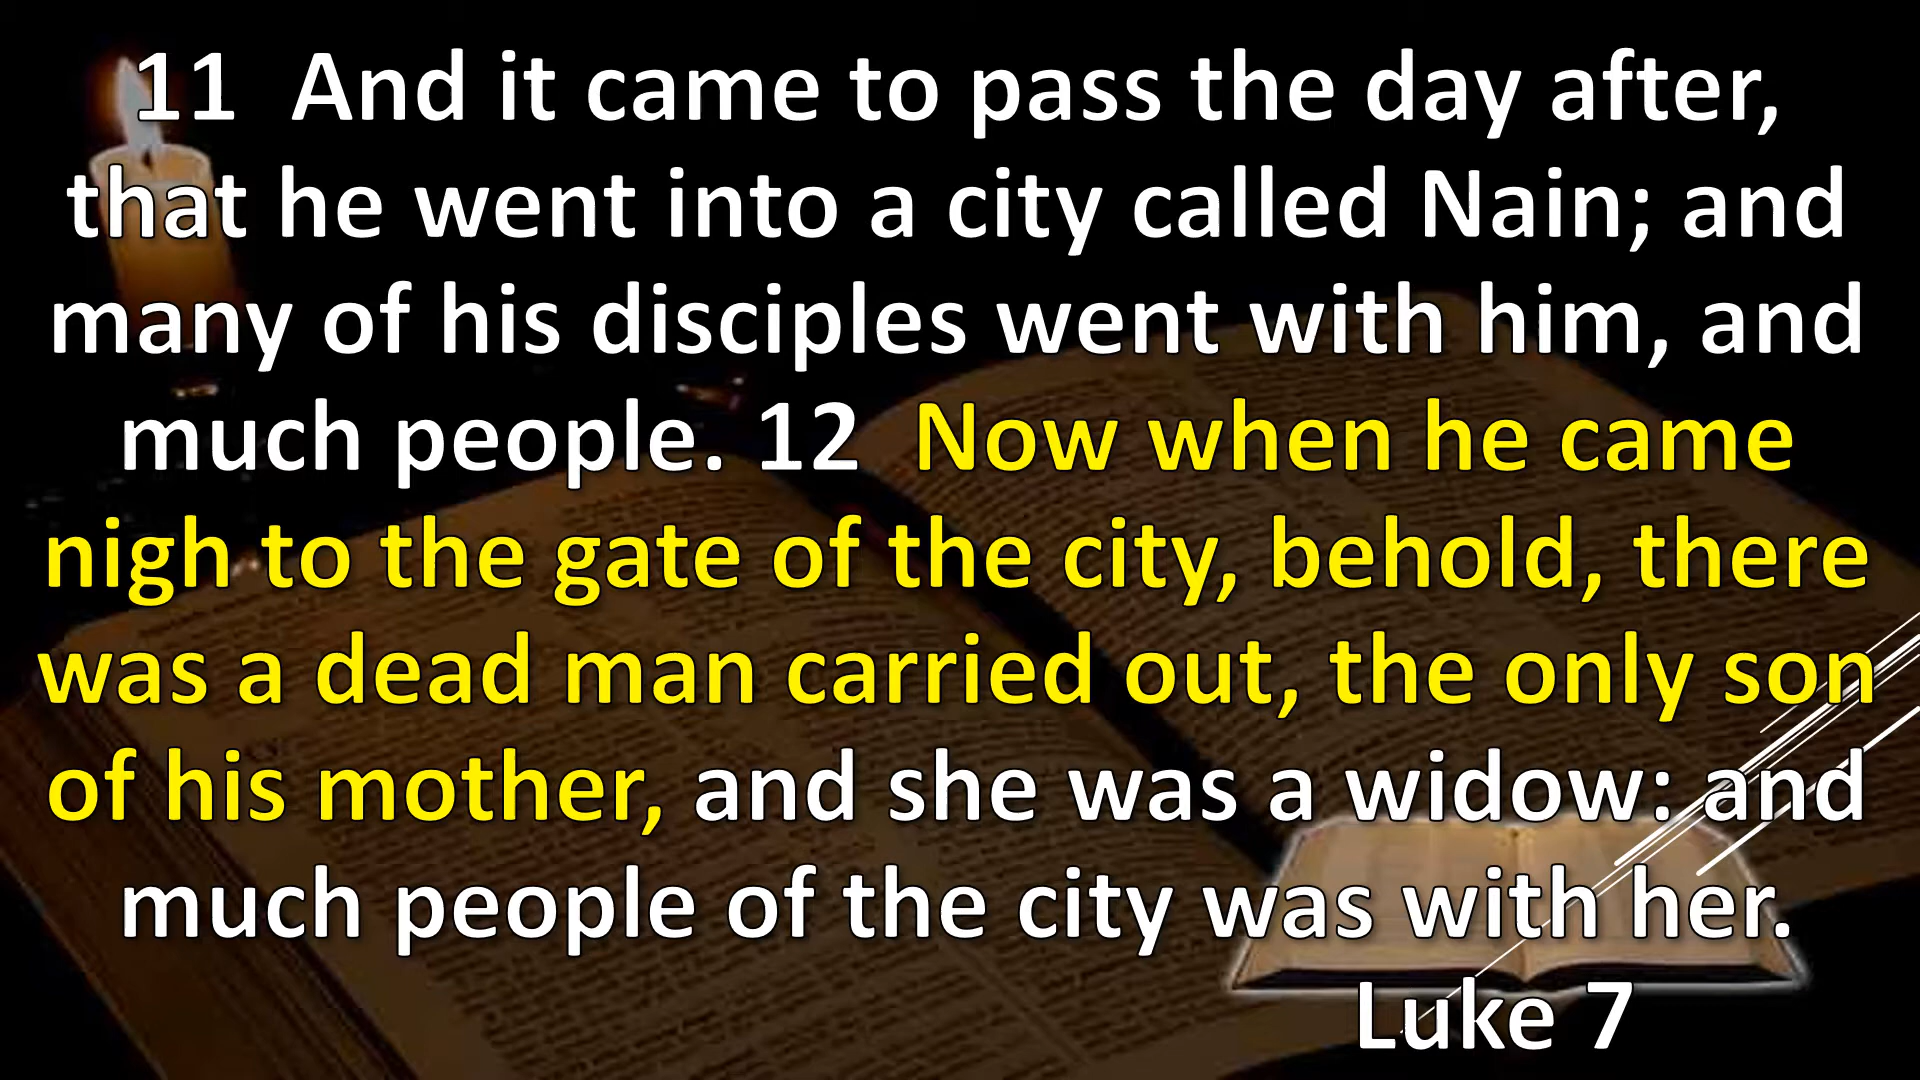 11  And it came to pass the day after,
that he went into a city called Nain; and
many of his disciples went with him, and
much people. 12  Now when he came
nigh to the gate of the city, behold, there
was a dead man carried out, the only son
of his mother, and she was a widow: and
much people of the city was with her.
Luke 7